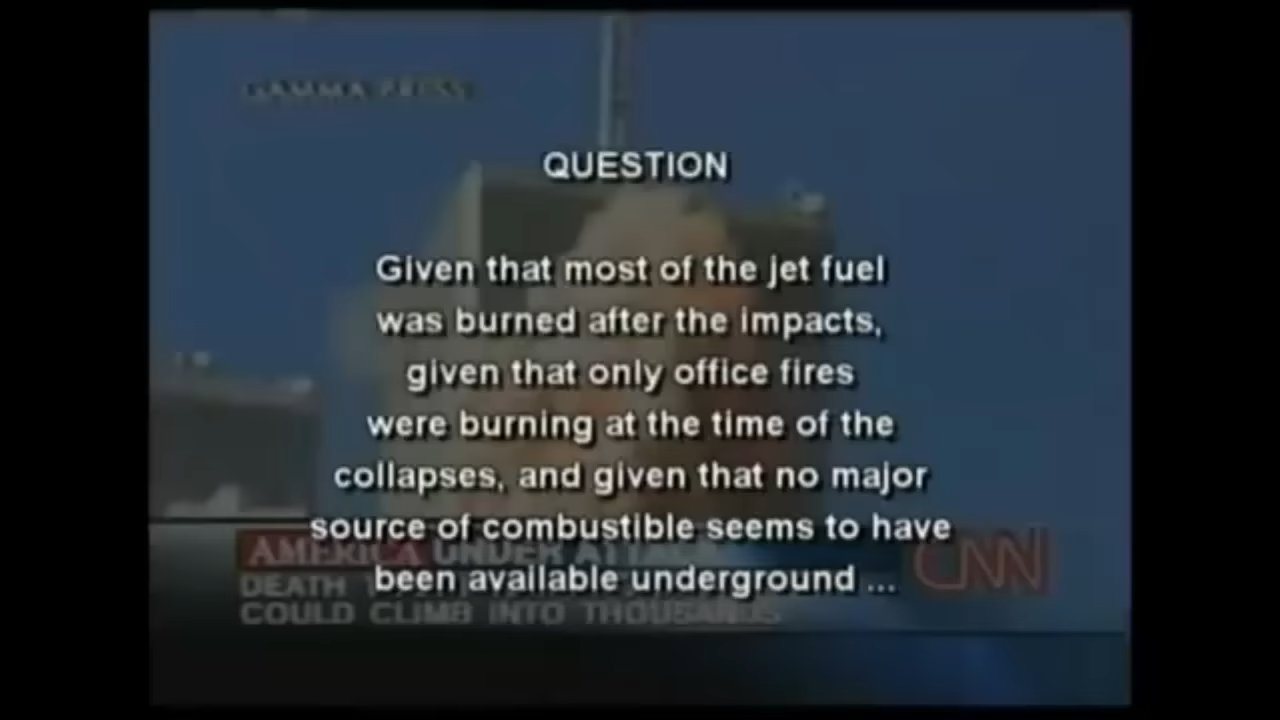 GAMMA PRESS
QUESTION
Given that most of the jet fuel
was burned after the impacts,
given that only office fires
were burning at the time of the
collapses, and given that no major
source of combustible seems to have
AMERICA UNDER ATTACK
CNN
been available underground ...
DEATH
COULD CLIMB INTO THOUSANDS